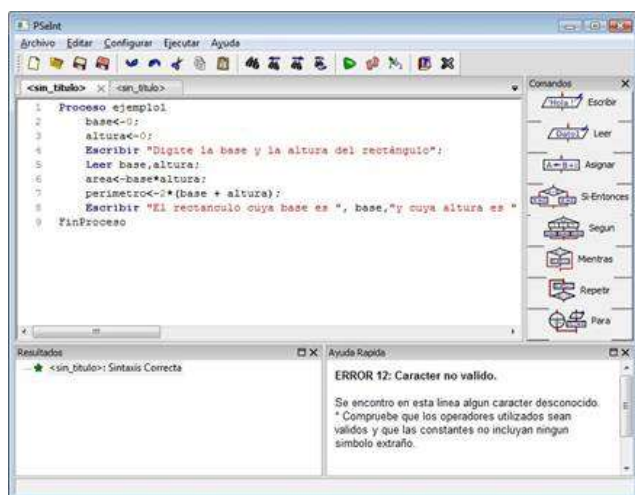 PSeInt
Archivo Editar Configurar Ejecutar Ayuda
<sin_titulo> <sin_titulo>
1 Proceso ejemplo1
2 base<-0;
3 altura<-0;
4 Escribir "Digite la base y la altura del rectángulo";
5 Leer base,altura;
6 area<-base*altura;
7 perimetro<-2*(base + altura);
8 Escribir "El rectanculo cuya base es ", base,"y cuya altura es "
9 FinProceso
Comandos
'Hola !' Escribir
Dato1 Leer
A←B+1 Asignar
Si-Entonces
Segun
Mientras
Repetir
Para
Resultados
<sin_titulo>: Sintaxis Correcta
Ayuda Rapida
ERROR 12: Caracter no valido.
Se encontro en esta linea algun caracter desconocido.
* Compruebe que los operadores utilizados sean
validos y que las constantes no incluyan ningun
simbolo extraño.